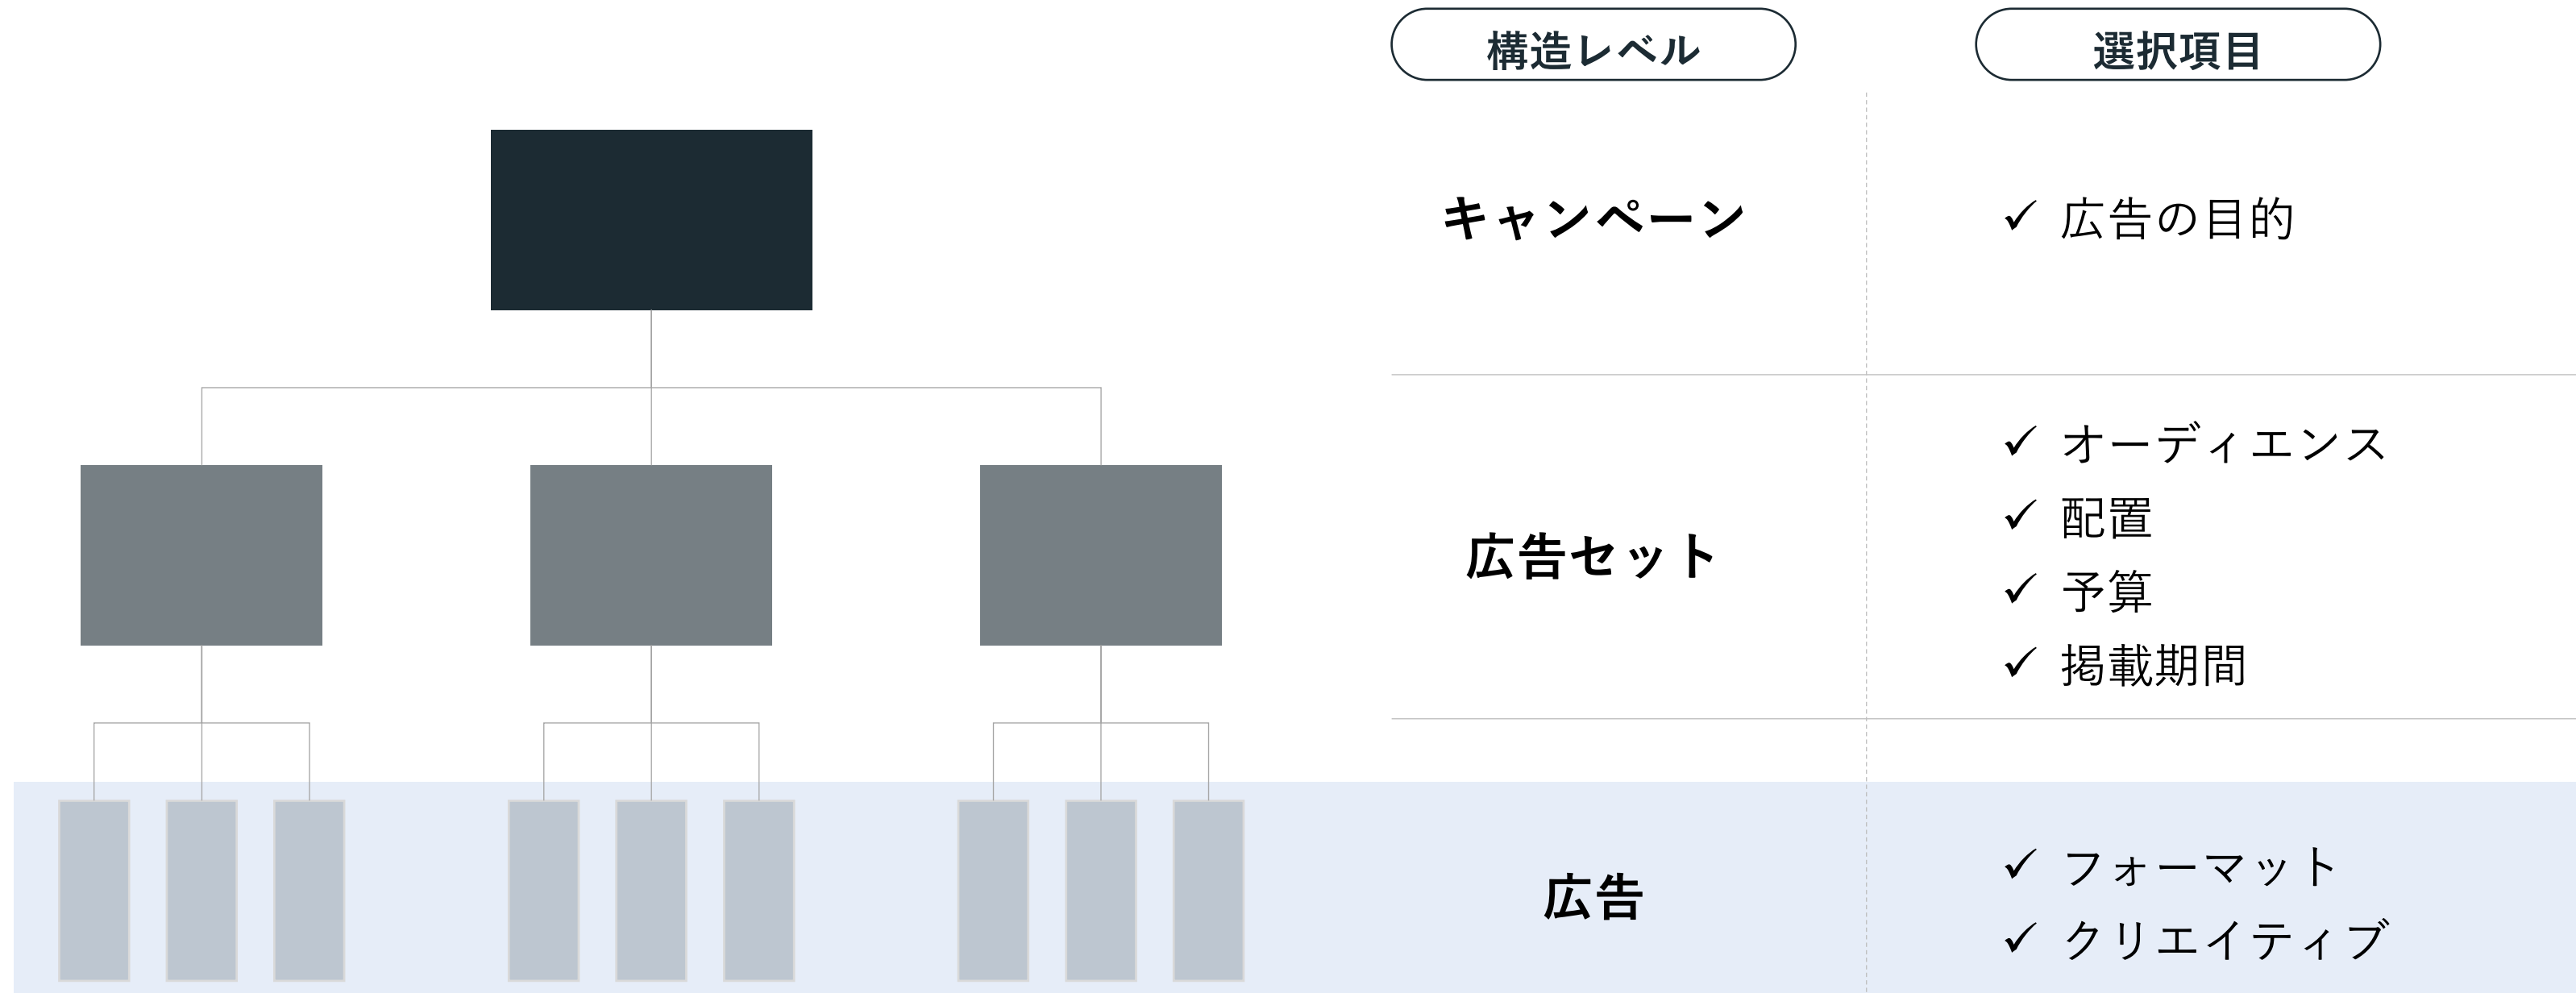 構造レベル
選択項目
キャンペーン
✓ 広告の目的
広告セット
✓ オーディエンス
✓ 配置
✓ 予算
✓ 掲載期間
広告
✓ フォーマット
✓ クリエイティブ